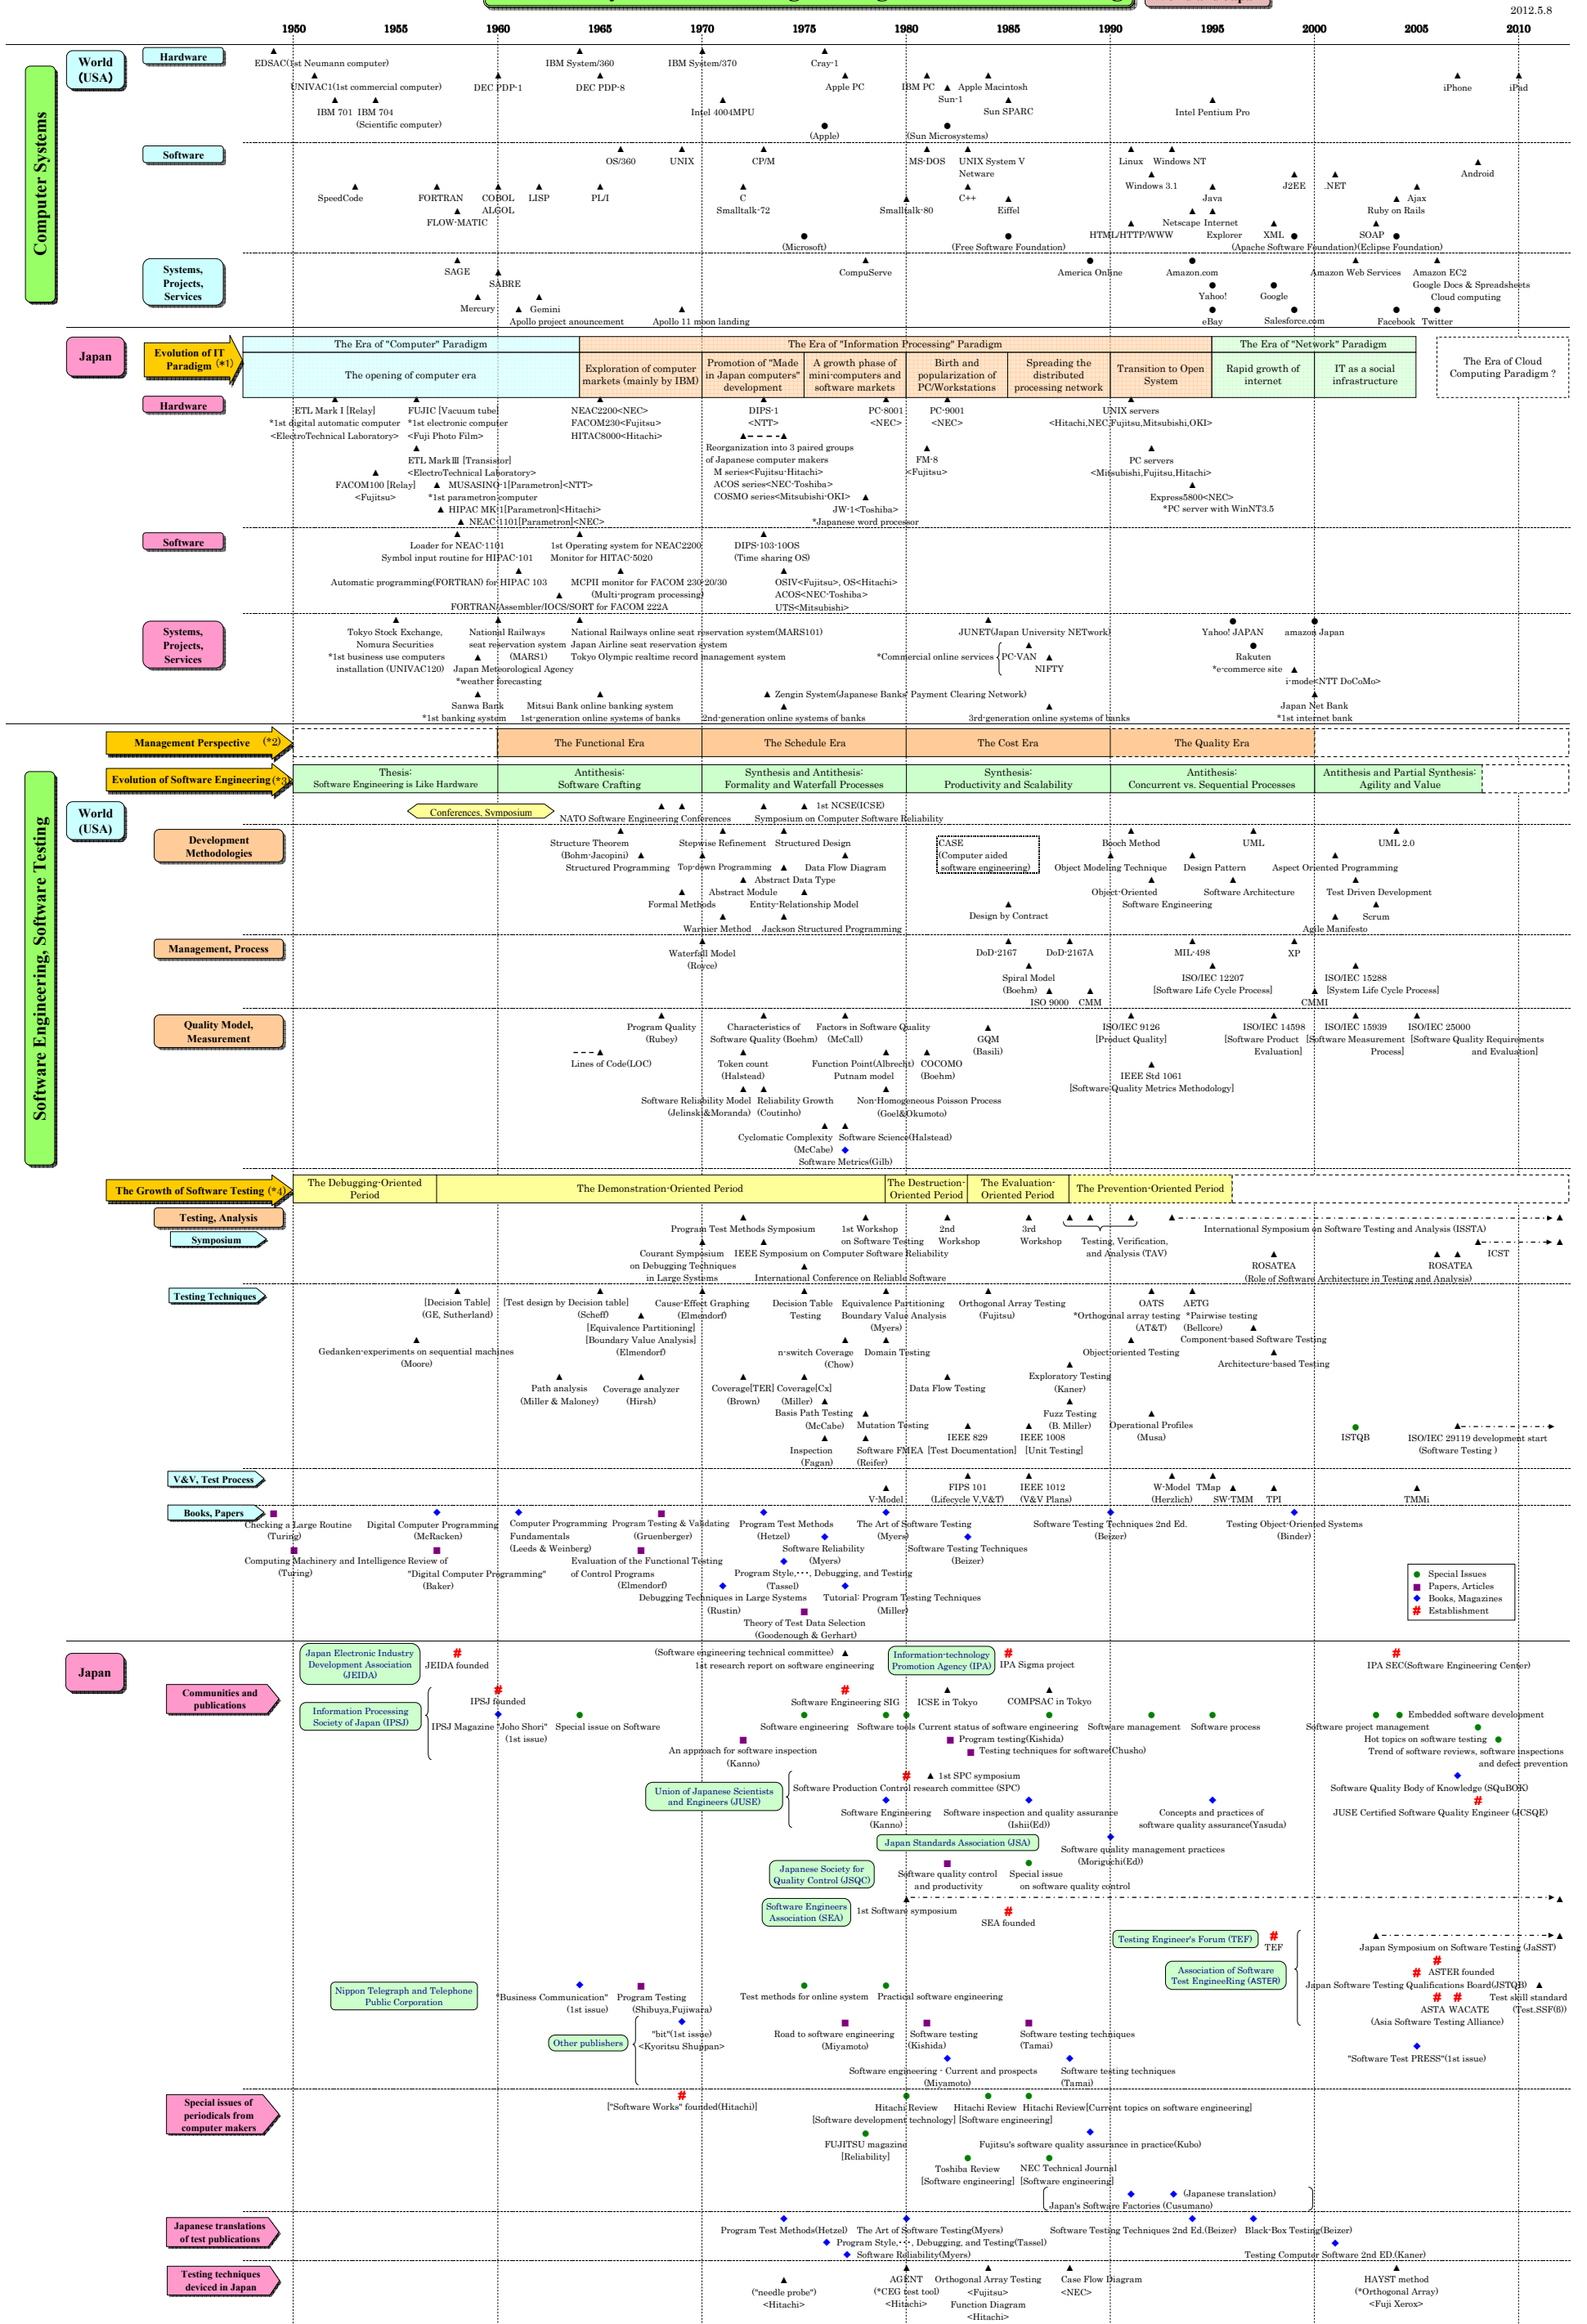 2012.5.8
1950 1955 1960 1965 1970 1975 1980 1985 1990 1995 2000 2005 2010
Computer Systems
World
(USA)
Hardware
EDSAC(1st Neumann computer) IBM System/360 IBM System/370 Cray-1
UNIVAC1(1st commercial computer) DEC PDP-1 DEC PDP-8 Apple PC IBM PC Apple Macintosh iPhone iPad
Sun-1
IBM 701 IBM 704 Intel 4004MPU Sun SPARC Intel Pentium Pro
(Scientific computer) (Apple) (Sun Microsystems)
Software
OS/360 UNIX CP/M MS-DOS UNIX System V Linux Windows NT
Netware Android
Windows 3.1 J2EE .NET
SpeedCode FORTRAN COBOL LISP PL/I C C++ Java Ajax
ALGOL Smalltalk-72 Smalltalk-80 Eiffel Ruby on Rails
FLOW-MATIC Netscape Internet
HTML/HTTP/WWW Explorer XML SOAP
(Microsoft) (Free Software Foundation) (Apache Software Foundation)(Eclipse Foundation)
Systems,
Projects,
Services
SAGE CompuServe America Online Amazon.com Amazon Web Services Amazon EC2
SABRE Google Docs & Spreadsheets
Mercury Gemini Yahoo! Google Cloud computing
Apollo project anouncement Apollo 11 moon landing eBay Salesforce.com Facebook Twitter
Japan
Evolution of IT
Paradigm (*1)
The Era of "Computer" Paradigm The Era of "Information Processing" Paradigm The Era of "Network" Paradigm
The opening of computer era
Exploration of computer
markets (mainly by IBM)
Promotion of "Made
in Japan computers"
development
A growth phase of
mini-computers and
software markets
Birth and
popularization of
PC/Workstations
Spreading the
distributed
processing network
Transition to Open
System
Rapid growth of
internet
IT as a social
infrastructure
The Era of Cloud
Computing Paradigm ?
Hardware
ETL Mark I [Relay] FUJIC [Vacuum tube] NEAC2200<NEC> DIPS-1 PC-8001 PC-9001 UNIX servers
*1st digital automatic computer *1st electronic computer FACOM230<Fujitsu> <NTT> <NEC> <NEC> <Hitachi,NEC,Fujitsu,Mitsubishi,OKI>
<ElectroTechnical Laboratory> <Fuji Photo Film> HITAC8000<Hitachi>
Reorganization into 3 paired groups
of Japanese computer makers
ETL MarkⅢ [Transistor] FM-8 PC servers
<ElectroTechnical Laboratory> M series<Fujitsu-Hitachi> <Fujitsu> <Mitsubishi,Fujitsu,Hitachi>
FACOM100 [Relay] MUSASINO-1[Parametron]<NTT> ACOS series<NEC-Toshiba>
<Fujitsu> *1st parametron computer COSMO series<Mitsubishi-OKI> Express5800<NEC>
HIPAC MK-1[Parametron]<Hitachi> JW-1<Toshiba> *PC server with WinNT3.5
NEAC-1101[Parametron]<NEC> *Japanese word processor
Software
Loader for NEAC-1101 1st Operating system for NEAC2200 DIPS-103-10OS
Symbol input routine for HIPAC-101 Monitor for HITAC-5020 (Time sharing OS)
Automatic programming(FORTRAN) for HIPAC 103 MCPII monitor for FACOM 230-20/30 OSIV<Fujitsu>, OS<Hitachi>
(Multi-program processing) ACOS<NEC-Toshiba>
FORTRAN/Assembler/IOCS/SORT for FACOM 222A UTS<Mitsubishi>
Systems,
Projects,
Services
Tokyo Stock Exchange, National Railways National Railways online seat reservation system(MARS101) JUNET(Japan University NETwork) Yahoo! JAPAN amazon Japan
Nomura Securities seat reservation system Japan Airline seat reservation system
*1st business use computers (MARS1) Tokyo Olympic realtime record management system *Commercial online services PC-VAN Rakuten
installation (UNIVAC120) Japan Meteorological Agency NIFTY *e-commerce site
*weather forecasting i-mode<NTT DoCoMo>
Zengin System(Japanese Banks' Payment Clearing Network)
Sanwa Bank Mitsui Bank online banking system Japan Net Bank
*1st banking system 1st-generation online systems of banks 2nd-generation online systems of banks 3rd-generation online systems of banks *1st internet bank
Software Engineering, Software Testing
Management Perspective (*2)
The Functional Era The Schedule Era The Cost Era The Quality Era
Evolution of Software Engineering(*3)
Thesis: Antithesis: Synthesis and Antithesis: Synthesis: Antithesis: Antithesis and Partial Synthesis:
Software Engineering is Like Hardware Software Crafting Formality and Waterfall Processes Productivity and Scalability Concurrent vs. Sequential Processes Agility and Value
World
(USA)
Conferences, Symposium
1st NCSE(ICSE)
NATO Software Engineering Conferences Symposium on Computer Software Reliability
Development
Methodologies
Structure Theorem Stepwise Refinement Structured Design CASE Booch Method UML UML 2.0
(Bohm-Jacopini) (Computer aided
Structured Programming Top-down Programming Data Flow Diagram software engineering) Object Modeling Technique Design Pattern Aspect Oriented Programming
Abstract Data Type
Abstract Module Object-Oriented Software Architecture Test Driven Development
Formal Methods Entity-Relationship Model Software Engineering
Design by Contract Scrum
Warnier Method Jackson Structured Programming Agile Manifesto
Management, Process
Waterfall Model DoD-2167 DoD-2167A MIL-498 XP
(Royce)
Spiral Model ISO/IEC 12207 ISO/IEC 15288
(Boehm) [Software Life Cycle Process] [System Life Cycle Process]
ISO 9000 CMM CMMI
Quality Model,
Measurement
Program Quality Characteristics of Factors in Software Quality GQM ISO/IEC 9126 ISO/IEC 14598 ISO/IEC 15939 ISO/IEC 25000
(Rubey) Software Quality (Boehm) (McCall) (Basili) [Product Quality] [Software Product [Software Measurement [Software Quality Requirements
Evaluation] Process] and Evaluation]
Lines of Code(LOC) Token count Function Point(Albrecht) COCOMO
(Halstead) Putnam model (Boehm) IEEE Std 1061
[Software Quality Metrics Methodology]
Software Reliability Model Reliability Growth Non-Homogeneous Poisson Process
(Jelinski&Moranda) (Coutinho) (Goel&Okumoto)
Cyclomatic Complexity Software Science(Halstead)
(McCabe)
Software Metrics(Gilb)
The Growth of Software Testing (*4)
The Debugging-Oriented
Period
The Demonstration-Oriented Period
The Destruction-
Oriented Period
The Evaluation-
Oriented Period
The Prevention-Oriented Period
Testing, Analysis
Symposium
Program Test Methods Symposium 1st Workshop 2nd 3rd Testing, Verification, International Symposium on Software Testing and Analysis (ISSTA)
on Software Testing Workshop Workshop and Analysis (TAV)
Courant Symposium IEEE Symposium on Computer Software Reliability ICST
on Debugging Techniques ROSATEA ROSATEA
in Large Systems International Conference on Reliable Software (Role of Software Architecture in Testing and Analysis)
Testing Techniques
[Decision Table] [Test design by Decision table] Cause-Effect Graphing Decision Table Equivalence Partitioning Orthogonal Array Testing OATS AETG
(GE, Sutherland) (Scheff) (Elmendorf) Testing Boundary Value Analysis (Fujitsu) *Orthogonal array testing *Pairwise testing
[Equivalence Partitioning] (Myers) (AT&T) (Bellcore)
[Boundary Value Analysis] Component-based Software Testing
Gedanken-experiments on sequential machines (Elmendorf) n-switch Coverage Domain Testing Object-oriented Testing
(Moore) (Chow) Architecture-based Testing
Exploratory Testing
Path analysis Coverage analyzer Coverage[TER] Coverage[Cx] Data Flow Testing (Kaner)
(Miller & Maloney) (Hirsh) (Brown) (Miller)
Basis Path Testing Fuzz Testing
(McCabe) Mutation Testing (B. Miller) Operational Profiles
IEEE 829 IEEE 1008 (Musa) ISTQB ISO/IEC 29119 development start
Inspection Software FMEA [Test Documentation] [Unit Testing] (Software Testing )
(Fagan) (Reifer)
V&V, Test Process
V-Model FIPS 101 IEEE 1012 W-Model TMap
(Lifecycle V,V&T) (V&V Plans) (Herzlich) SW-TMM TPI TMMi
Books, Papers
Checking a Large Routine Digital Computer Programming Computer Programming Program Testing & Validating Program Test Methods The Art of Software Testing Software Testing Techniques 2nd Ed. Testing Object-Oriented Systems
(Turing) (McRacken) Fundamentals (Gruenberger) (Hetzel) (Myers) (Beizer) (Binder)
(Leeds & Weinberg) Software Reliability Software Testing Techniques
Computing Machinery and Intelligence Review of Evaluation of the Functional Testing (Myers) (Beizer)
(Turing) "Digital Computer Programming" of Control Programs Program Style,･･･, Debugging, and Testing
(Baker) (Elmendorf) (Tassel)
Debugging Techniques in Large Systems Tutorial: Program Testing Techniques
(Rustin) (Miller)
Theory of Test Data Selection
(Goodenough & Gerhart)
Special Issues
Papers, Articles
Books, Magazines
Establishment
Japan
Japan Electronic Industry
Development Association
(JEIDA)
JEIDA founded
(Software engineering technical committee)
1st research report on software engineering
Information-technology
Promotion Agency (IPA)
IPA Sigma project IPA SEC(Software Engineering Center)
Communities and
publications
Information Processing
Society of Japan (IPSJ)
IPSJ founded Software Engineering SIG ICSE in Tokyo COMPSAC in Tokyo
IPSJ Magazine "Joho Shori" Special issue on Software Software engineering Software tools Current status of software engineering Software management Software process Embedded software development
(1st issue) Software project management
Program testing(Kishida) Hot topics on software testing
An approach for software inspection Testing techniques for software(Chusho) Trend of software reviews, software inspections
(Kanno) and defect prevention
Union of Japanese Scientists
and Engineers (JUSE)
1st SPC symposium
Software Production Control research committee (SPC) Software Quality Body of Knowledge (SQuBOK)
Software Engineering Software inspection and quality assurance Concepts and practices of JUSE Certified Software Quality Engineer (JCSQE)
(Kanno) (Ishii(Ed)) software quality assurance(Yasuda)
Japan Standards Association (JSA)
Software quality management practices
(Moriguchi(Ed))
Japanese Society for
Quality Control (JSQC)
Software quality control Special issue
and productivity on software quality control
Software Engineers
Association (SEA)
1st Software symposium
SEA founded
Testing Engineer's Forum (TEF)
TEF Japan Symposium on Software Testing (JaSST)
Association of Software
Test EngineeRing (ASTER)
ASTER founded
Japan Software Testing Qualifications Board(JSTQB)
Test skill standard
ASTA WACATE (Test.SSF(ß))
(Asia Software Testing Alliance)
Nippon Telegraph and Telephone
Public Corporation
"Business Communication" Program Testing Test methods for online system Practical software engineering
(1st issue) (Shibuya,Fujiwara)
Other publishers
"bit"(1st issue) Road to software engineering Software testing Software testing techniques
<Kyoritsu Shuppan> (Miyamoto) (Kishida) (Tamai)
"Software Test PRESS"(1st issue)
Software engineering - Current and prospects Software testing techniques
(Miyamoto) (Tamai)
Special issues of
periodicals from
computer makers
["Software Works" founded(Hitachi)] Hitachi Review Hitachi Review Hitachi Review[Current topics on software engineering]
[Software development technology] [Software engineering]
FUJITSU magazine Fujitsu's software quality assurance in practice(Kubo)
[Reliability]
Toshiba Review NEC Technical Journal
[Software engineering] [Software engineering]
(Japanese translation)
Japan's Software Factories (Cusumano)
Japanese translations
of test publications
Program Test Methods(Hetzel) The Art of Software Testing(Myers) Software Testing Techniques 2nd Ed.(Beizer) Black-Box Testing(Beizer)
Program Style,･･･, Debugging, and Testing(Tassel)
Software Reliability(Myers) Testing Computer Software 2nd ED.(Kaner)
Testing techniques
deviced in Japan
("needle probe") AGENT Orthogonal Array Testing Case Flow Diagram HAYST method
<Hitachi> (*CEG test tool) <Fujitsu> <NEC> (*Orthogonal Array)
<Hitachi> Function Diagram <Fuji Xerox>
<Hitachi>